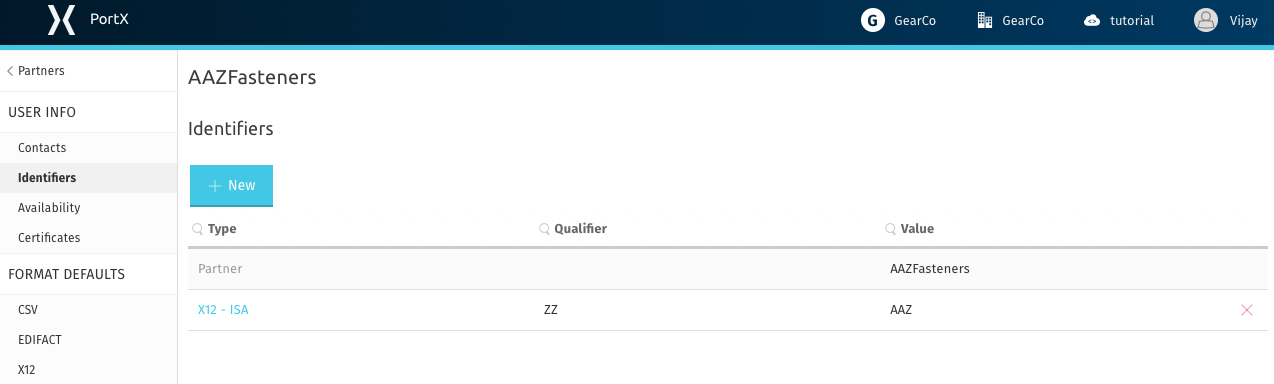 PortX
G GearCo
GearCo
tutorial
Vijay
Partners
USER INFO
Contacts
Identifiers
Availability
Certificates
FORMAT DEFAULTS
CSV
EDIFACT
X12
AAZFasteners
Identifiers
New
Type Qualifier Value
Partner AAZFasteners
X12 - ISA ZZ AAZ